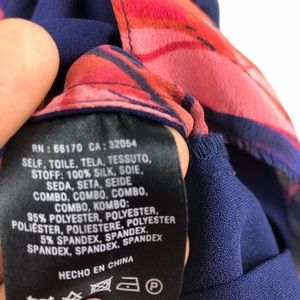 RN : 66170 CA : 32054
SELF, TOILE, TELA, TESSUTO,
STOFF: 100% SILK, SOIE,
SEDA, SETA, SEIDE
COMBO, COMBO, COMBO,
COMBO, COMBO, KOMBO:
95% POLYESTER, POLYESTER,
POLIÉSTER, POLIESTERE, POLYESTER
5% SPANDEX, SPANDEX, SPANDEX,
SPANDEX, SPANDEX
HECHO EN CHINA